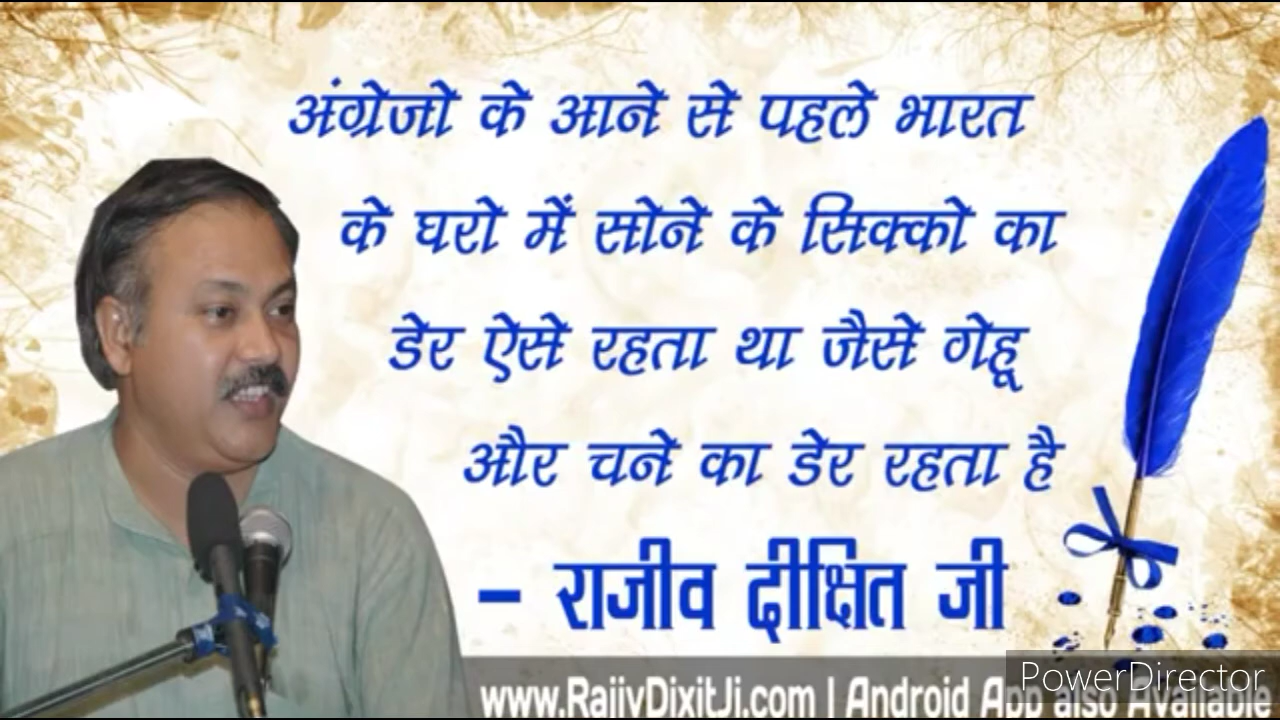 अंग्रेजो के आने से पहले भारत
के घरो में सोने के सिक्को का
डेर ऐसे रहता था जैसे गेहू
और चने का डेर रहता है
– राजीव दीक्षित जी
www.RajivDixitJi.com | Android App also Available
PowerDirector